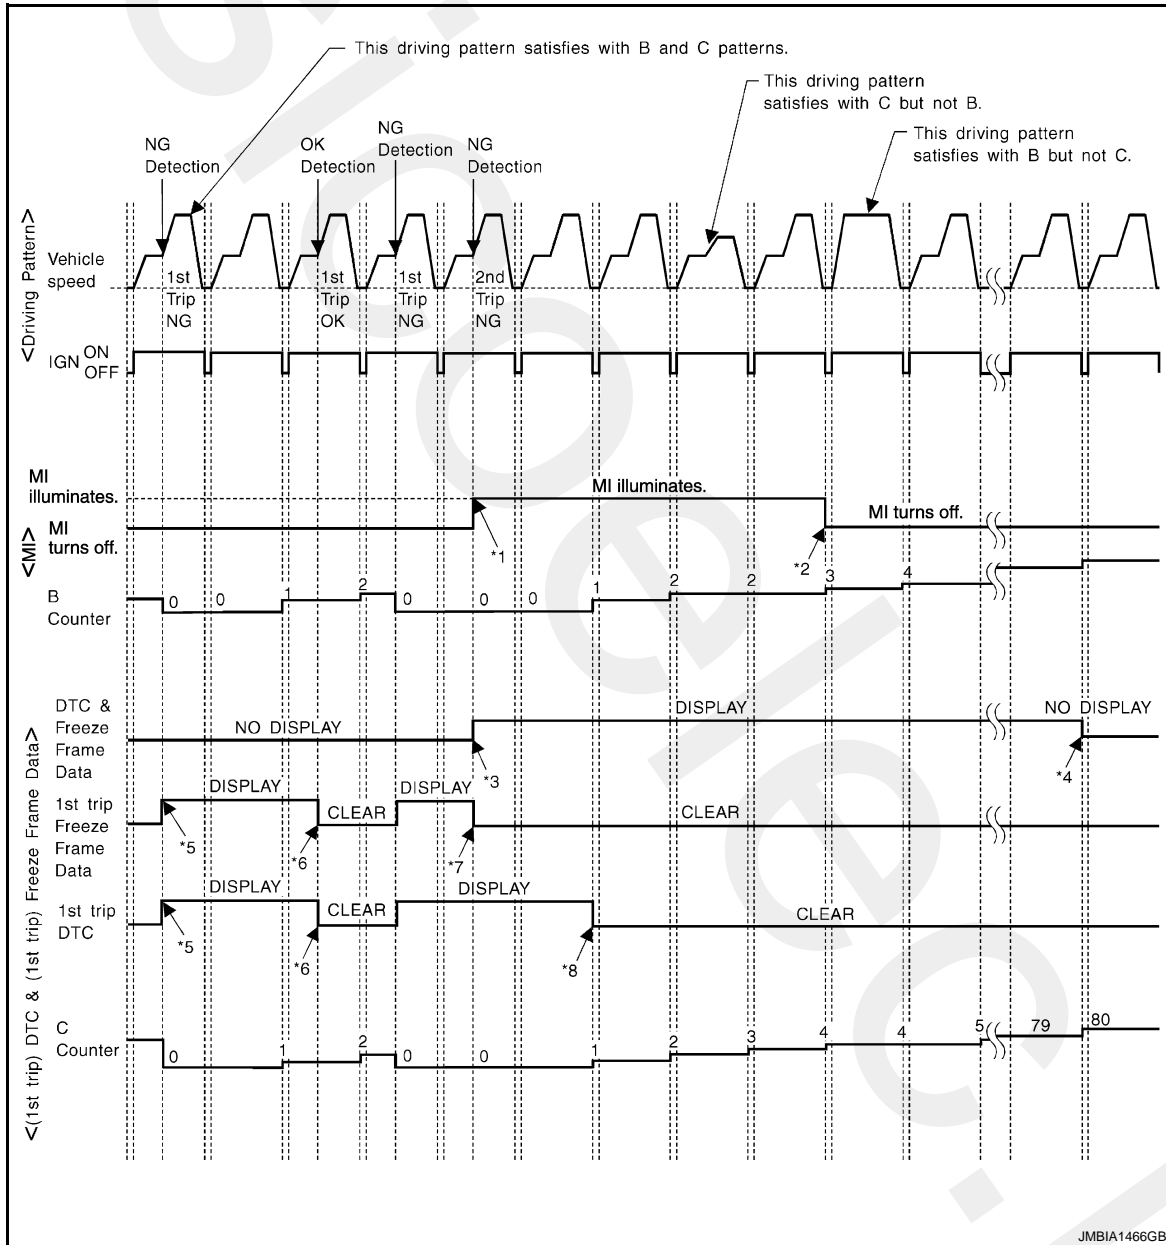 This driving pattern satisfies with B and C patterns.
This driving pattern
satisfies with C but not B.
This driving pattern
satisfies with B but not C.
NG
Detection
OK
Detection
NG
Detection
NG
Detection
<Driving Pattern>
Vehicle
speed
1st
Trip
NG
1st
Trip
OK
1st
Trip
NG
2nd
Trip
NG
IGN ON
OFF
<MI>
MI
illuminates.
MI illuminates.
MI
turns off.
MI turns off.
*1
*2
B
Counter
0 0 1 2 0 0 0 1 2 2 3 4
<(1st trip) DTC & (1st trip) Freeze Frame Data>
DTC &
Freeze
Frame
Data
NO DISPLAY
DISPLAY
NO DISPLAY
*3
*4
1st trip
Freeze
Frame
Data
DISPLAY
CLEAR
DISPLAY
CLEAR
*5
*6
*7
1st trip
DTC
DISPLAY
CLEAR
DISPLAY
CLEAR
*5
*6
*8
C
Counter
0 1 2 0 0 1 2 3 4 4 5 79 80
JMBIA1466GB